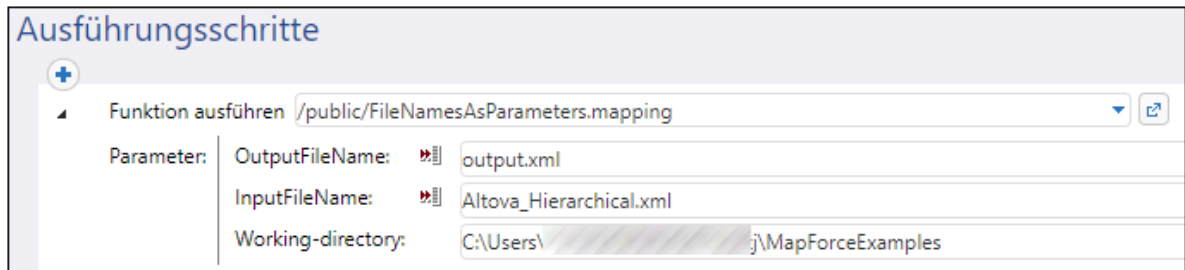 Ausführungsschritte
Funktion ausführen /public/FileNamesAsParameters.mapping
Parameter: OutputFileName: output.xml
InputFileName: Altova_Hierarchical.xml
Working-directory: C:\Users\ j\MapForceExamples